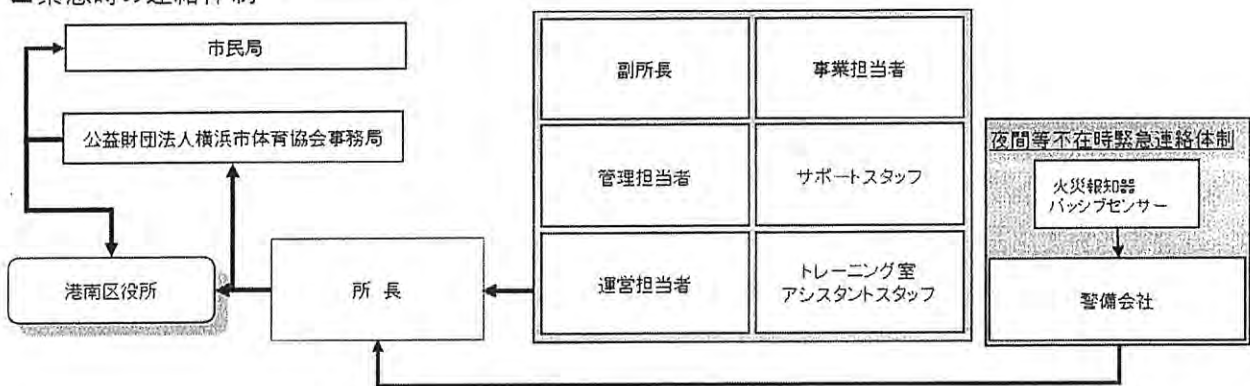 市民局
公益財団法人横浜市体育協会事務局
港南区役所
所長
副所長
事業担当者
管理担当者
サポートスタッフ
運営担当者
トレーニング室
アシスタントスタッフ
夜間等不在時緊急連絡体制
火災報知器
パッシブセンサー
警備会社